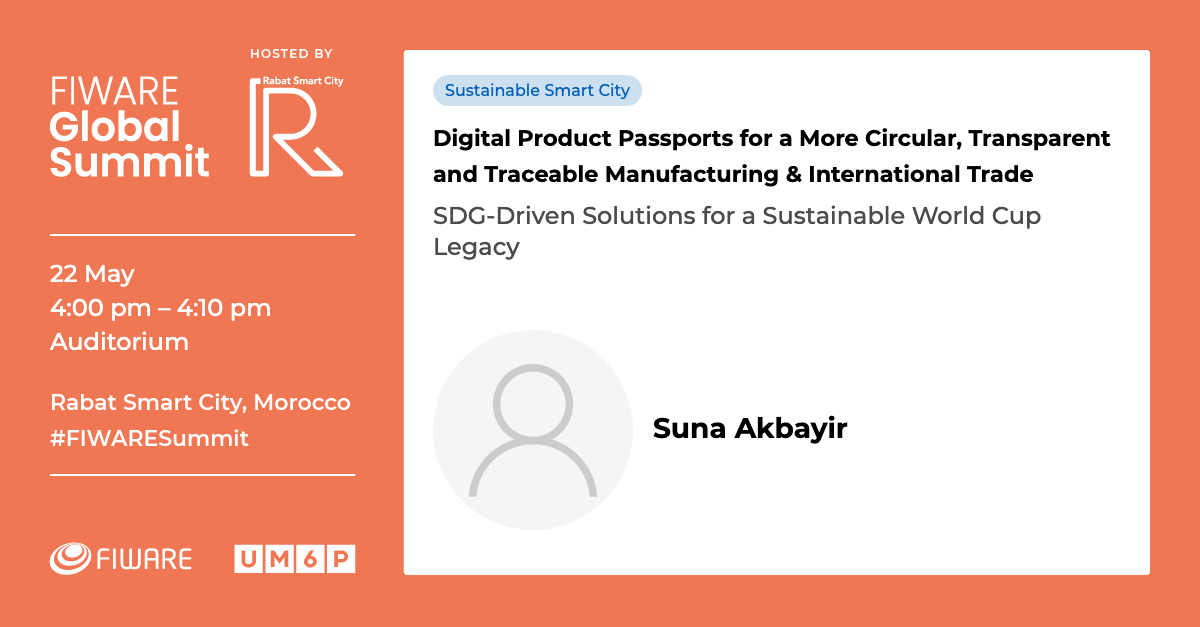 HOSTED BY
FIWARE
Global
Summit
Rabat Smart City
R
22 May
4:00 pm – 4:10 pm
Auditorium
Rabat Smart City, Morocco
#FIWARESummit
FIWARE
UM6P
Sustainable Smart City
Digital Product Passports for a More Circular, Transparent
and Traceable Manufacturing & International Trade
SDG-Driven Solutions for a Sustainable World Cup
Legacy
Suna Akbayir